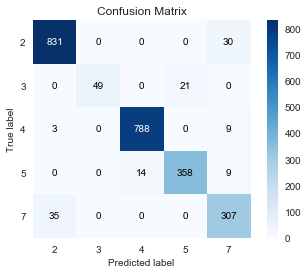 Confusion Matrix
2 831 0 0 0 30
3 0 49 0 21 0
4 3 0 788 0 9
5 0 0 14 358 9
7 35 0 0 0 307
2 3 4 5 7
True label
Predicted label
800
700
600
500
400
300
200
100
0